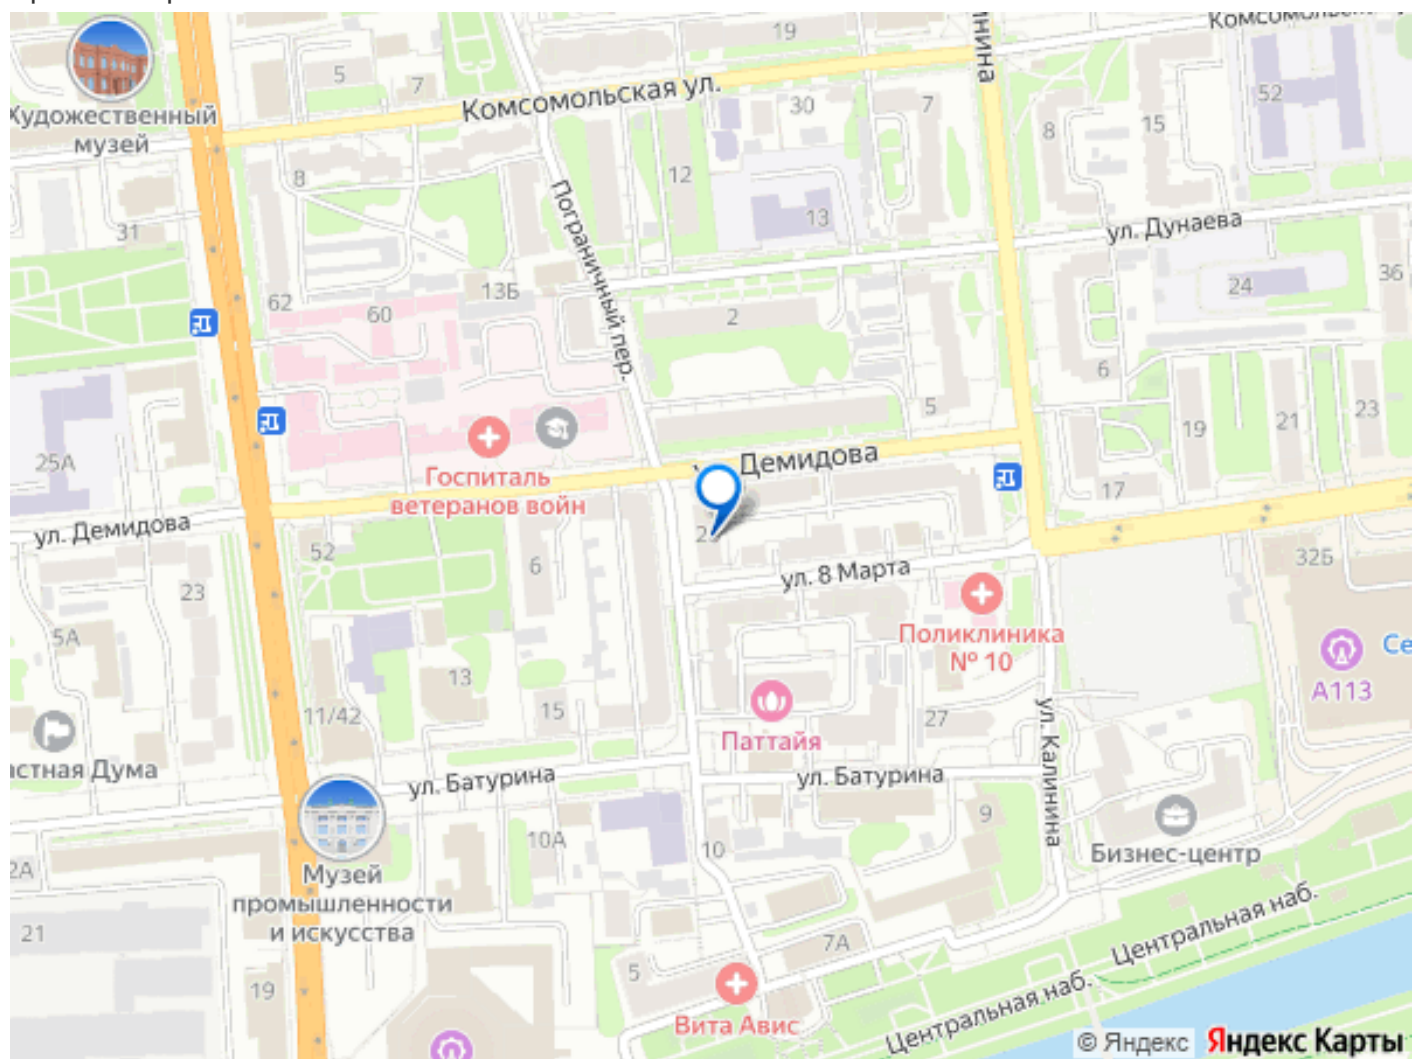 Комсомольская ул.
19
5
7
Комсомольская ул.
30
7
52
8
15
Художественный
музей
12
8
Пограничный пер.
13
31
ул. Дунаева
36
24
13Б
62
60
2
6
5
19
21
23
25А
ул. Демидова
Госпиталь
ветеранов войн
17
ул. Демидова
52
6
ул. 8 Марта
32Б
23
5А
Поликлиника
№ 10
А113
13
15
11/42
27
Паттайя
ул. Калинина
ул. Батурина
ул. Батурина
9
10А
10
Бизнес-центр
Музей
промышленности
и искусства
21
19
7А
5
Центральная наб.
Центральная наб.
Вита Авис
© Яндекс Яндекс Карты